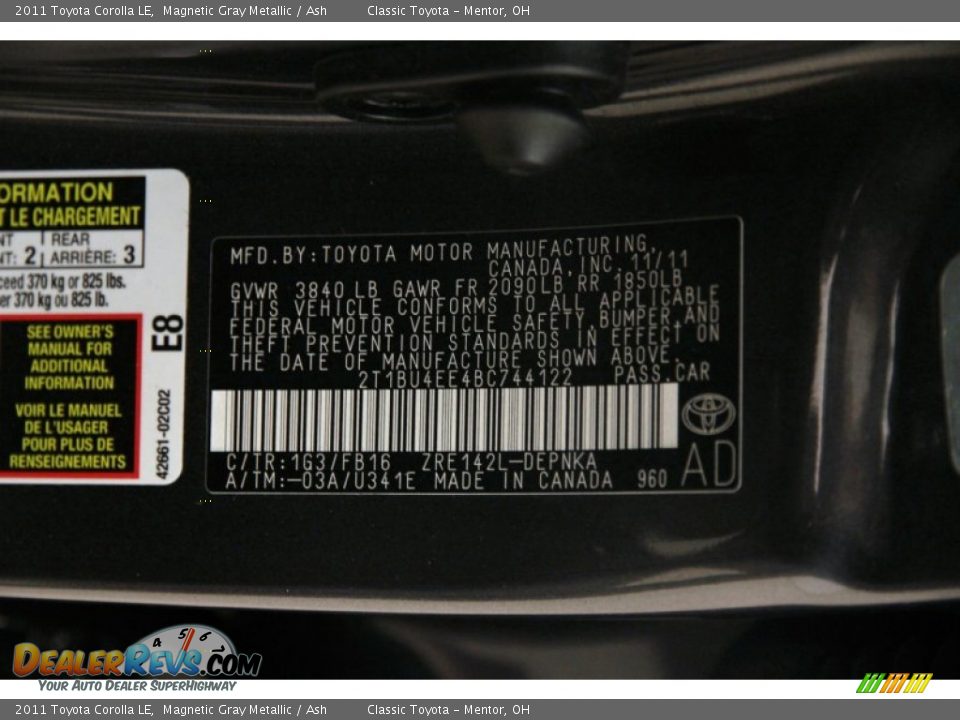 2011 Toyota Corolla LE, Magnetic Gray Metallic / Ash Classic Toyota – Mentor, OH
ORMATION
T LE CHARGEMENT
NT 2 REAR 3
NT: ARRIÈRE:
ceed 370 kg or 825 lbs.
er 370 kg ou 825 lb.
SEE OWNER'S
MANUAL FOR
ADDITIONAL
INFORMATION
VOIR LE MANUEL
DE L'USAGER
POUR PLUS DE
RENSEIGNEMENTS
E8
42661-02C02
MFD.BY:TOYOTA MOTOR MANUFACTURING,
CANADA,INC. 11/11
GVWR 3840 LB GAWR FR 2090LB RR 1850LB
THIS VEHICLE CONFORMS TO ALL APPLICABLE
FEDERAL MOTOR VEHICLE SAFETY,BUMPER AND
THEFT PREVENTION STANDARDS IN EFFECT ON
THE DATE OF MANUFACTURE SHOWN ABOVE.
2T1BU4EE4BC744122 PASS.CAR
C/TR:1G3/FB16 ZRE142L-DEPNKA
A/TM:-03A/U341E MADE IN CANADA 960 AD
4 5 6
DealerRevs.com
Your Auto Dealer SuperHighway
2011 Toyota Corolla LE, Magnetic Gray Metallic / Ash Classic Toyota – Mentor, OH